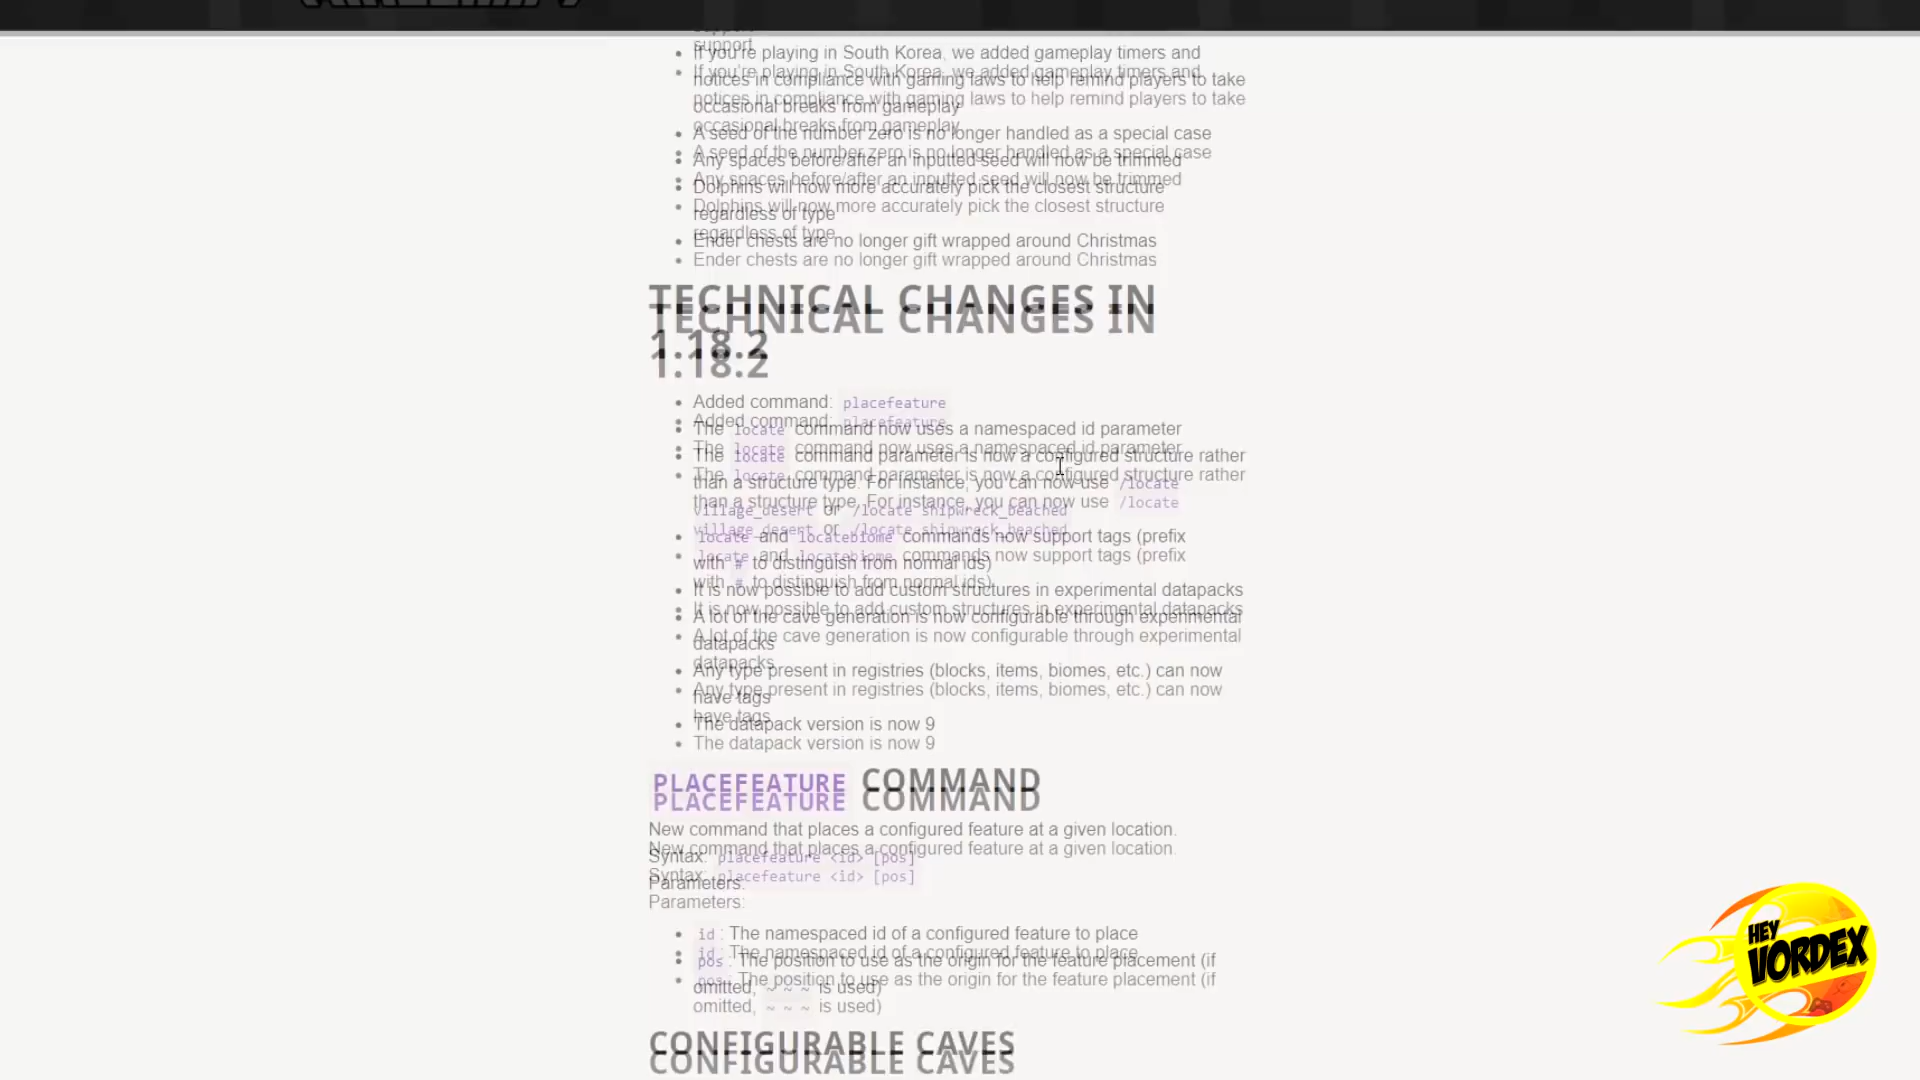 support
If you're playing in South Korea, we added gameplay timers and
notices in compliance with gaming laws to help remind players to take
occasional breaks from gameplay
A seed of the number zero is no longer handled as a special case
Any spaces before/after an inputted seed will now be trimmed
Dolphins will now more accurately pick the closest structure
regardless of type
Ender chests are no longer gift wrapped around Christmas
TECHNICAL CHANGES IN
1.18.2
Added command: placefeature
The locate command now uses a namespaced id parameter
The locate command parameter is now a configured structure rather
than a structure type. For instance, you can now use /locate
village_desert or /locate shipwreck_beached
locate and locatebiome commands now support tags (prefix
with # to distinguish from normal ids)
It is now possible to add custom structures in experimental datapacks
A lot of the cave generation is now configurable through experimental
datapacks
Any type present in registries (blocks, items, biomes, etc.) can now
have tags
The datapack version is now 9
PLACEFEATURE COMMAND
New command that places a configured feature at a given location.
Syntax: placefeature <id> [pos]
Parameters:
id : The namespaced id of a configured feature to place
pos : The position to use as the origin for the feature placement (if
omitted, ~ ~ ~ is used)
CONFIGURABLE CAVES
HEY
VORDEX